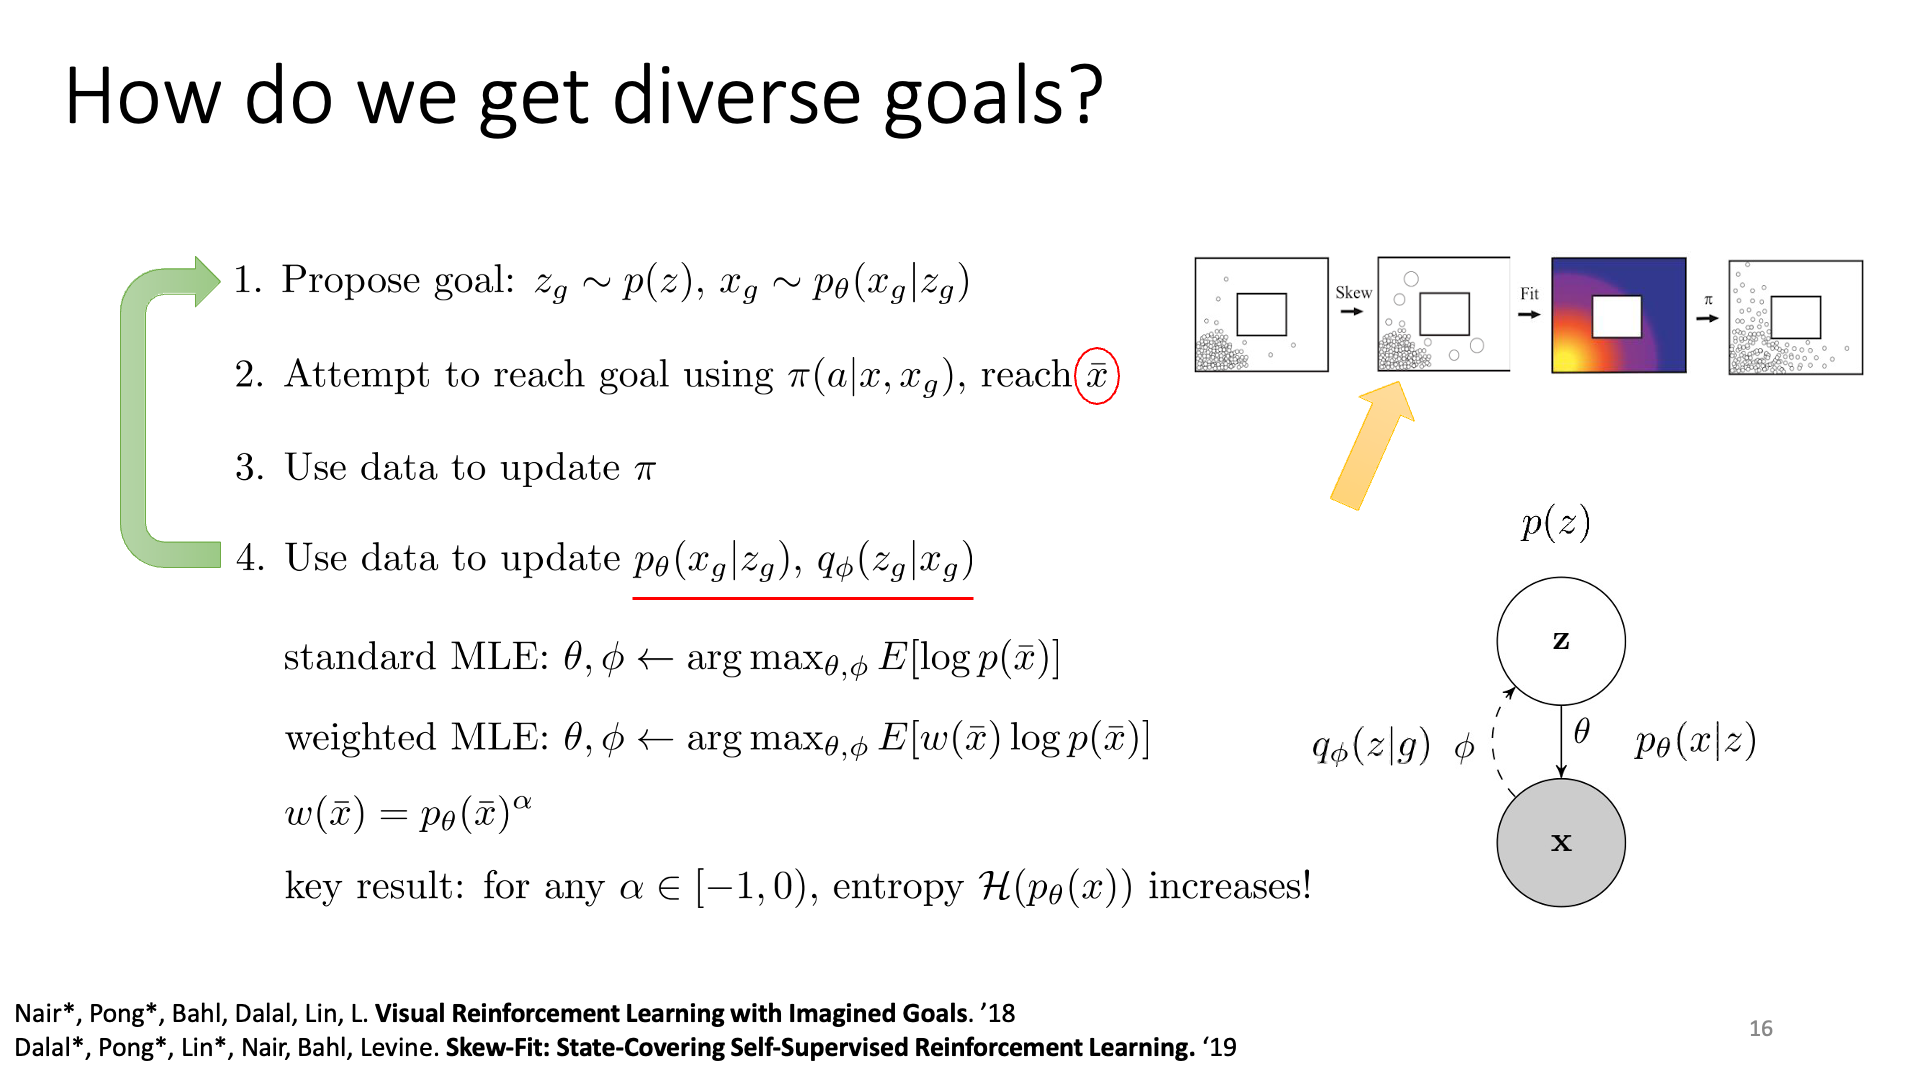 How do we get diverse goals?
1. Propose goal: $z_g \sim p(z), x_g \sim p_\theta(x_g|z_g)$
2. Attempt to reach goal using $\pi(a|x, x_g)$, reach $\bar{x}$
3. Use data to update $\pi$
4. Use data to update $p_\theta(x_g|z_g), q_\phi(z_g|x_g)$
standard MLE: $\theta, \phi \leftarrow \arg\max_{\theta,\phi} E[\log p(\bar{x})]$
weighted MLE: $\theta, \phi \leftarrow \arg\max_{\theta,\phi} E[w(\bar{x}) \log p(\bar{x})]$
$w(\bar{x}) = p_\theta(\bar{x})^\alpha$
key result: for any $\alpha \in [-1, 0)$, entropy $\mathcal{H}(p_\theta(x))$ increases!
Skew
Fit
π
$p(z)$
z
$q_\phi(z|g)$ $\phi$
$\theta$
$p_\theta(x|z)$
x
Nair*, Pong*, Bahl, Dalal, Lin, L. Visual Reinforcement Learning with Imagined Goals. ’18
Dalal*, Pong*, Lin*, Nair, Bahl, Levine. Skew-Fit: State-Covering Self-Supervised Reinforcement Learning. ‘19
16